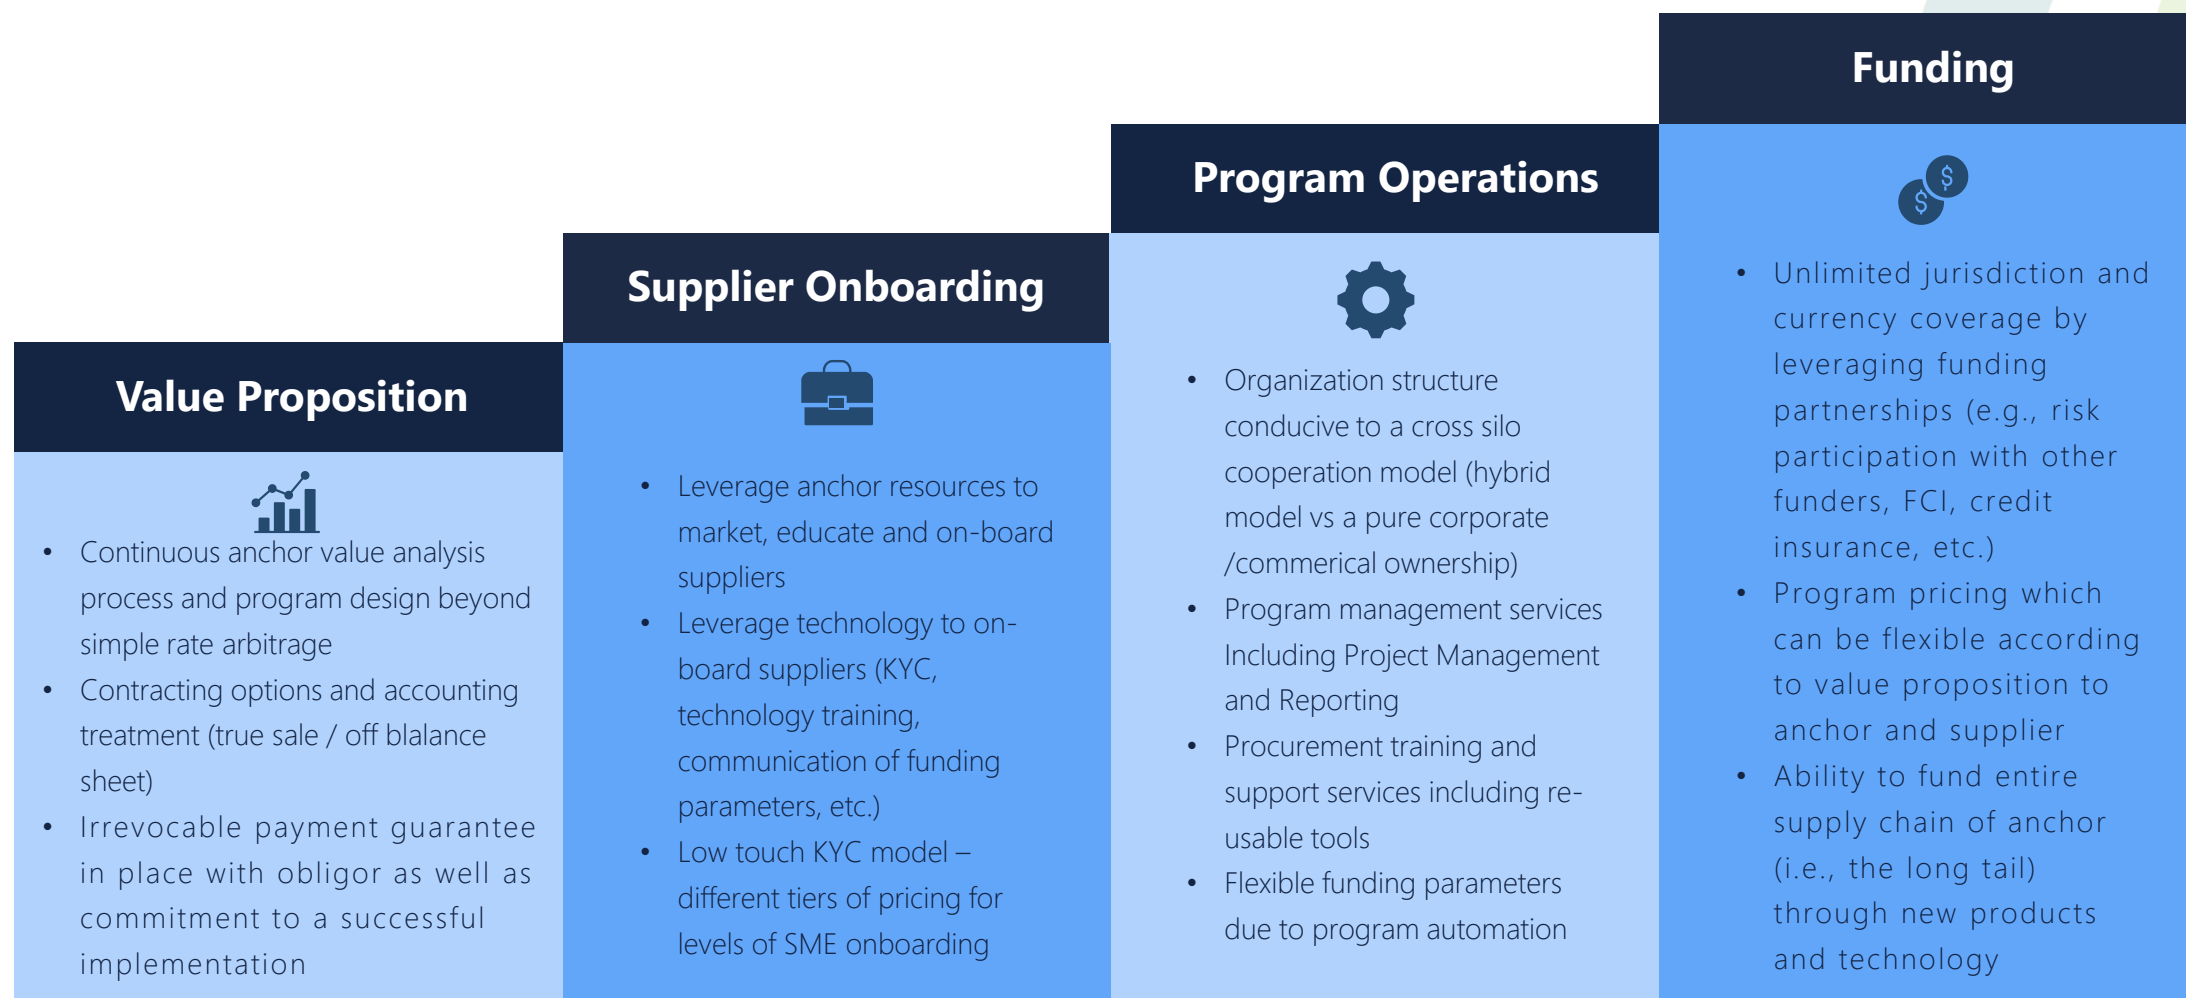 Value Proposition
• Continuous anchor value analysis
process and program design beyond
simple rate arbitrage
• Contracting options and accounting
treatment (true sale / off blalance
sheet)
• Irrevocable payment guarantee
in place with obligor as well as
commitment to a successful
implementation
Supplier Onboarding
• Leverage anchor resources to
market, educate and on-board
suppliers
• Leverage technology to on-
board suppliers (KYC,
technology training,
communication of funding
parameters, etc.)
• Low touch KYC model –
different tiers of pricing for
levels of SME onboarding
Program Operations
• Organization structure
conducive to a cross silo
cooperation model (hybrid
model vs a pure corporate
/commerical ownership)
• Program management services
Including Project Management
and Reporting
• Procurement training and
support services including re-
usable tools
• Flexible funding parameters
due to program automation
Funding
$ $
• Unlimited jurisdiction and
currency coverage by
leveraging funding
partnerships (e.g., risk
participation with other
funders, FCI, credit
insurance, etc.)
• Program pricing which
can be flexible according
to value proposition to
anchor and supplier
• Ability to fund entire
supply chain of anchor
(i.e., the long tail)
through new products
and technology